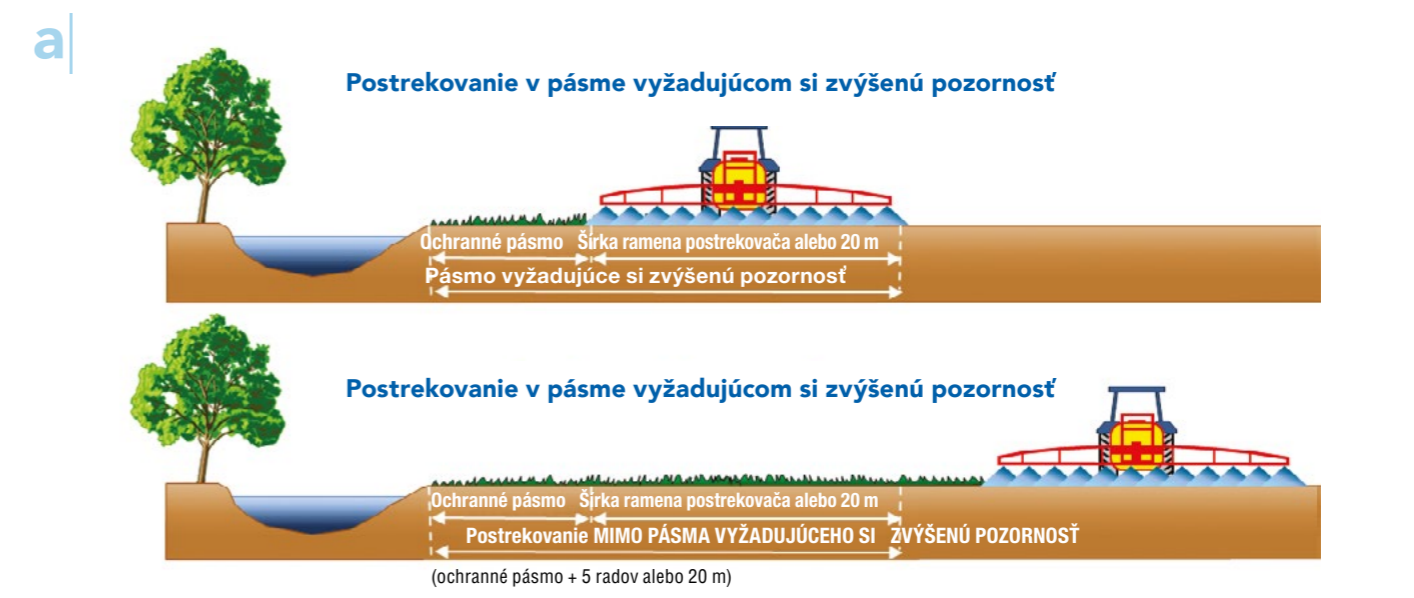 a
Postrekovanie v pásme vyžadujúcom si zvýšenú pozornosť
Ochranné pásmo Šírka ramena postrekovača alebo 20 m
Pásmo vyžadujúce si zvýšenú pozornosť
Postrekovanie v pásme vyžadujúcom si zvýšenú pozornosť
Ochranné pásmo Šírka ramena postrekovača alebo 20 m
Postrekovanie MIMO PÁSMA VYŽADUJÚCEHO SI ZVÝŠENÚ POZORNOSŤ
(ochranné pásmo + 5 radov alebo 20 m)